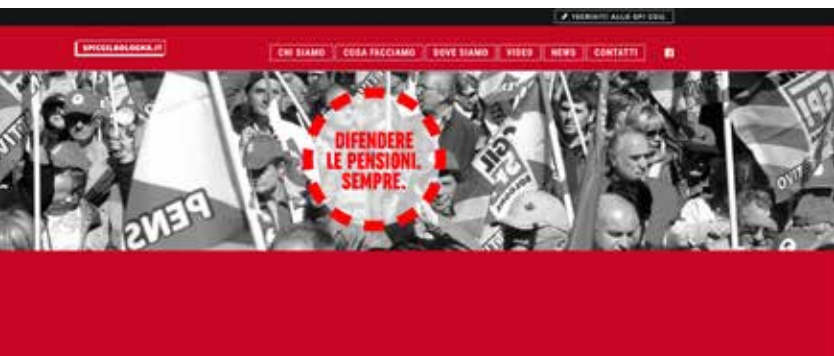 ISCRIVITI ALLO SPI CGIL
SPICGILBOLOGNA.IT
CHI SIAMO COSA FACCIAMO DOVE SIAMO VIDEO NEWS CONTATTI
DIFENDERE
LE PENSIONI.
SEMPRE.
PENS